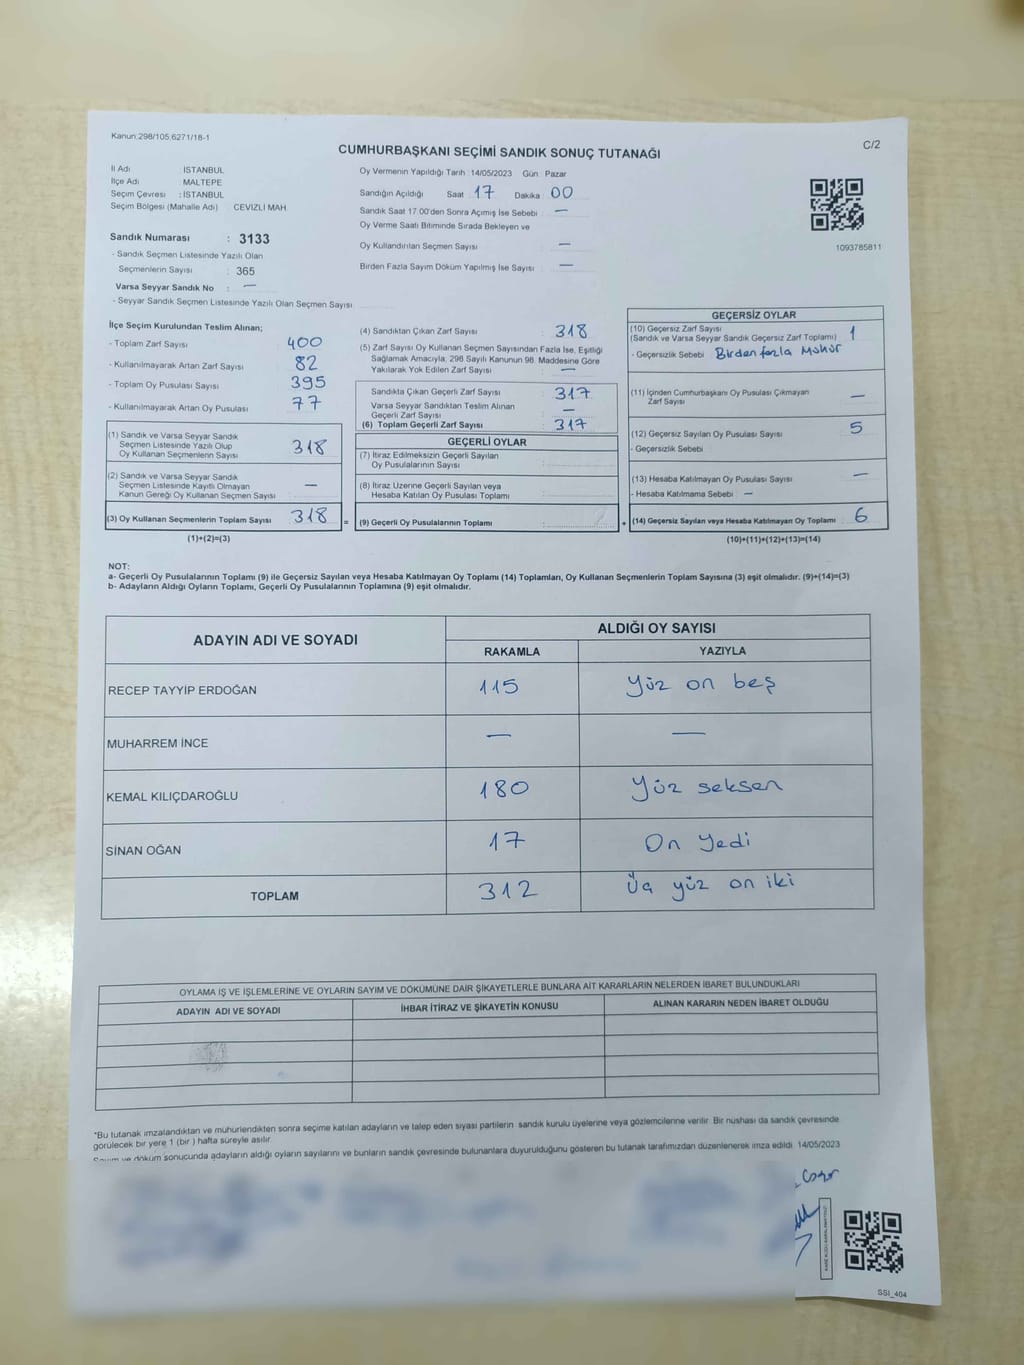 Kanun:298/105;6271/18-1
C/2
CUMHURBAŞKANI SEÇİMİ SANDIK SONUÇ TUTANAĞI
İl Adı : İSTANBUL
İlçe Adı : MALTEPE
Seçim Çevresi : İSTANBUL
Seçim Bölgesi (Mahalle Adı) CEVİZLİ MAH.
Sandık Numarası : 3133
- Sandık Seçmen Listesinde Yazılı Olan
Seçmenlerin Sayısı : 365
Varsa Seyyar Sandık No : —
- Seyyar Sandık Seçmen Listesinde Yazılı Olan Seçmen Sayısı
Oy Vermenin Yapıldığı Tarih :14/05/2023 Gün : Pazar
Sandığın Açıldığı Saat : 17 Dakika : 00
Sandık Saat 17.00'den Sonra Açımış İse Sebebi : —
Oy Verme Saati Bitiminde Sırada Bekleyen ve
Oy Kullandırılan Seçmen Sayısı : —
Birden Fazla Sayım Döküm Yapılmış İse Sayısı : —
1093785811
İlçe Seçim Kurulundan Teslim Alınan;
- Toplam Zarf Sayısı : 400
- Kullanılmayarak Artan Zarf Sayısı : 82
- Toplam Oy Pusulası Sayısı : 395
- Kullanılmayarak Artan Oy Pusulası : 77
(1) Sandık ve Varsa Seyyar Sandık
Seçmen Listesinde Yazılı Olup
Oy Kullanan Seçmenlerin Sayısı : 318
(2) Sandık ve Varsa Seyyar Sandık
Seçmen Listesinde Kayıtlı Olmayan
Kanun Gereği Oy Kullanan Seçmen Sayısı : —
(3) Oy Kullanan Seçmenlerin Toplam Sayısı : 318 =
(1)+(2)=(3)
(4) Sandıktan Çıkan Zarf Sayısı : 318
(5) Zarf Sayısı Oy Kullanan Seçmen Sayısından Fazla İse, Eşitliği
Sağlamak Amacıyla; 298 Sayılı Kanunun 98. Maddesine Göre
Yakılarak Yok Edilen Zarf Sayısı : —
Sandıkta Çıkan Geçerli Zarf Sayısı : 317
Varsa Seyyar Sandıktan Teslim Alınan
Geçerli Zarf Sayısı : —
(6) Toplam Geçerli Zarf Sayısı : 317
GEÇERLİ OYLAR
(7) İtiraz Edilmeksizin Geçerli Sayılan
Oy Pusulalarının Sayısı :
(8) İtiraz Üzerine Geçerli Sayılan veya
Hesaba Katılan Oy Pusulası Toplamı :
(9) Geçerli Oy Pusulalarının Toplamı : +
GEÇERSİZ OYLAR
(10) Geçersiz Zarf Sayısı
(Sandık ve Varsa Seyyar Sandık Geçersiz Zarf Toplamı) : 1
- Geçersizlik Sebebi : Birden fazla Mühür
(11) İçinden Cumhurbaşkanı Oy Pusulası Çıkmayan
Zarf Sayısı : —
(12) Geçersiz Sayılan Oy Pusulası Sayısı : 5
- Geçersizlik Sebebi :
(13) Hesaba Katılmayan Oy Pusulası Sayısı : —
- Hesaba Katılmama Sebebi : —
(14) Geçersiz Sayılan veya Hesaba Katılmayan Oy Toplamı : 6
(10)+(11)+(12)+(13)=(14)
NOT:
a- Geçerli Oy Pusulalarının Toplamı (9) ile Geçersiz Sayılan veya Hesaba Katılmayan Oy Toplamı (14) Toplamları, Oy Kullanan Seçmenlerin Toplam Sayısına (3) eşit olmalıdır. (9)+(14)=(3)
b- Adayların Aldığı Oyların Toplamı, Geçerli Oy Pusulalarının Toplamına (9) eşit olmalıdır.
ADAYIN ADI VE SOYADI
ALDIĞI OY SAYISI
RAKAMLA YAZIYLA
RECEP TAYYİP ERDOĞAN 115 Yüz on beş
MUHARREM İNCE — —
KEMAL KILIÇDAROĞLU 180 Yüz seksen
SİNAN OĞAN 17 On Yedi
TOPLAM 312 Üç yüz on iki
OYLAMA İŞ VE İŞLEMLERİNE VE OYLARIN SAYIM VE DÖKÜMÜNE DAİR ŞİKAYETLERLE BUNLARA AİT KARARLARIN NELERDEN İBARET BULUNDUKLARI
ADAYIN ADI VE SOYADI İHBAR İTİRAZ VE ŞİKAYETİN KONUSU ALINAN KARARIN NEDEN İBARET OLDUĞU
*Bu tutanak imzalandıktan ve mühürlendikten sonra seçime katılan adayların ve talep eden siyasi partilerin sandık kurulu üyelerine veya gözlemcilerine verilir. Bir nüshası da sandık çevresinde
görülecek bir yere 1 (bir ) hafta süreyle asılır.
Sayım ve döküm sonucunda adayların aldığı oyların sayılarını ve bunların sandık çevresinde bulunanlara duyurulduğunu gösteren bu tutanak tarafımızdan düzenlenerek imza edildi. 14/05/2023
SSİ_404